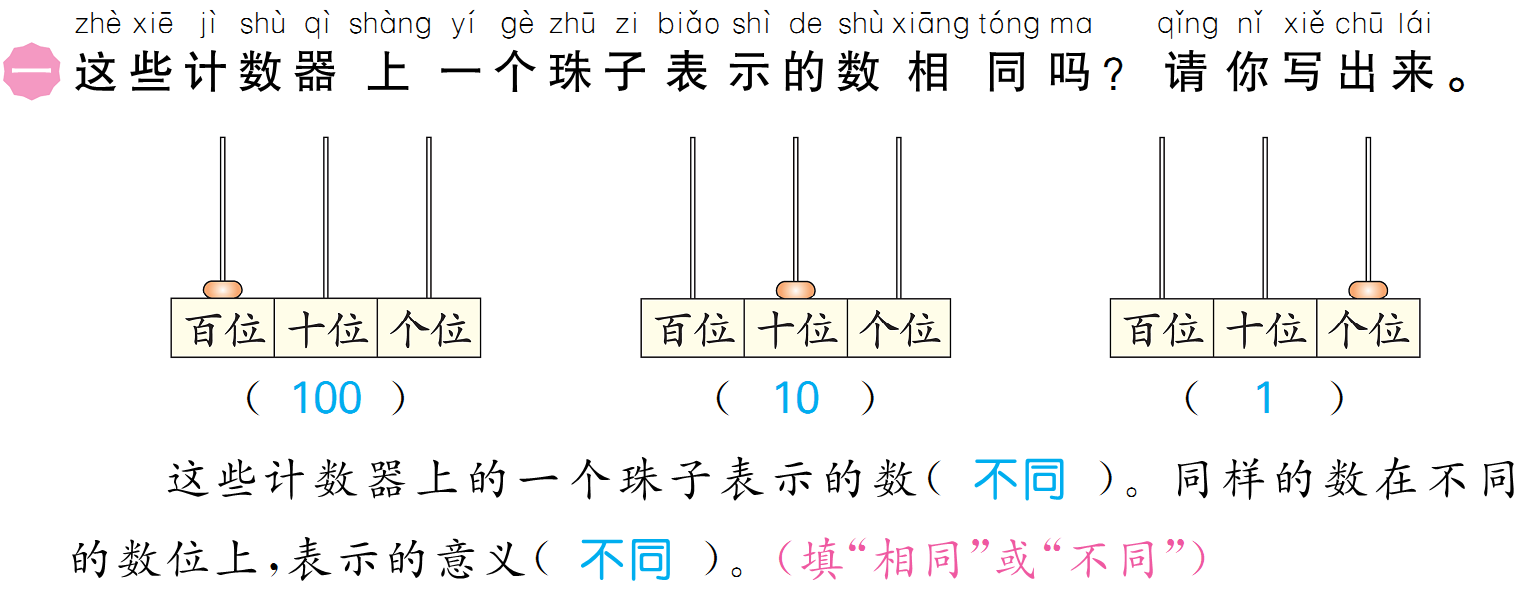 zhè xiē jì shù qì shàng yí gè zhū zi biǎo shì de shù xiāng tóng ma qǐng nǐ xiě chū lái
一 这些计数器上一个珠子表示的数相同吗？请你写出来。
百位 十位 个位 百位 十位 个位 百位 十位 个位
（ 100 ） （ 10 ） （ 1 ）
这些计数器上的一个珠子表示的数（ 不同 ）。同样的数在不同
的数位上，表示的意义（ 不同 ）。（填“相同”或“不同”）